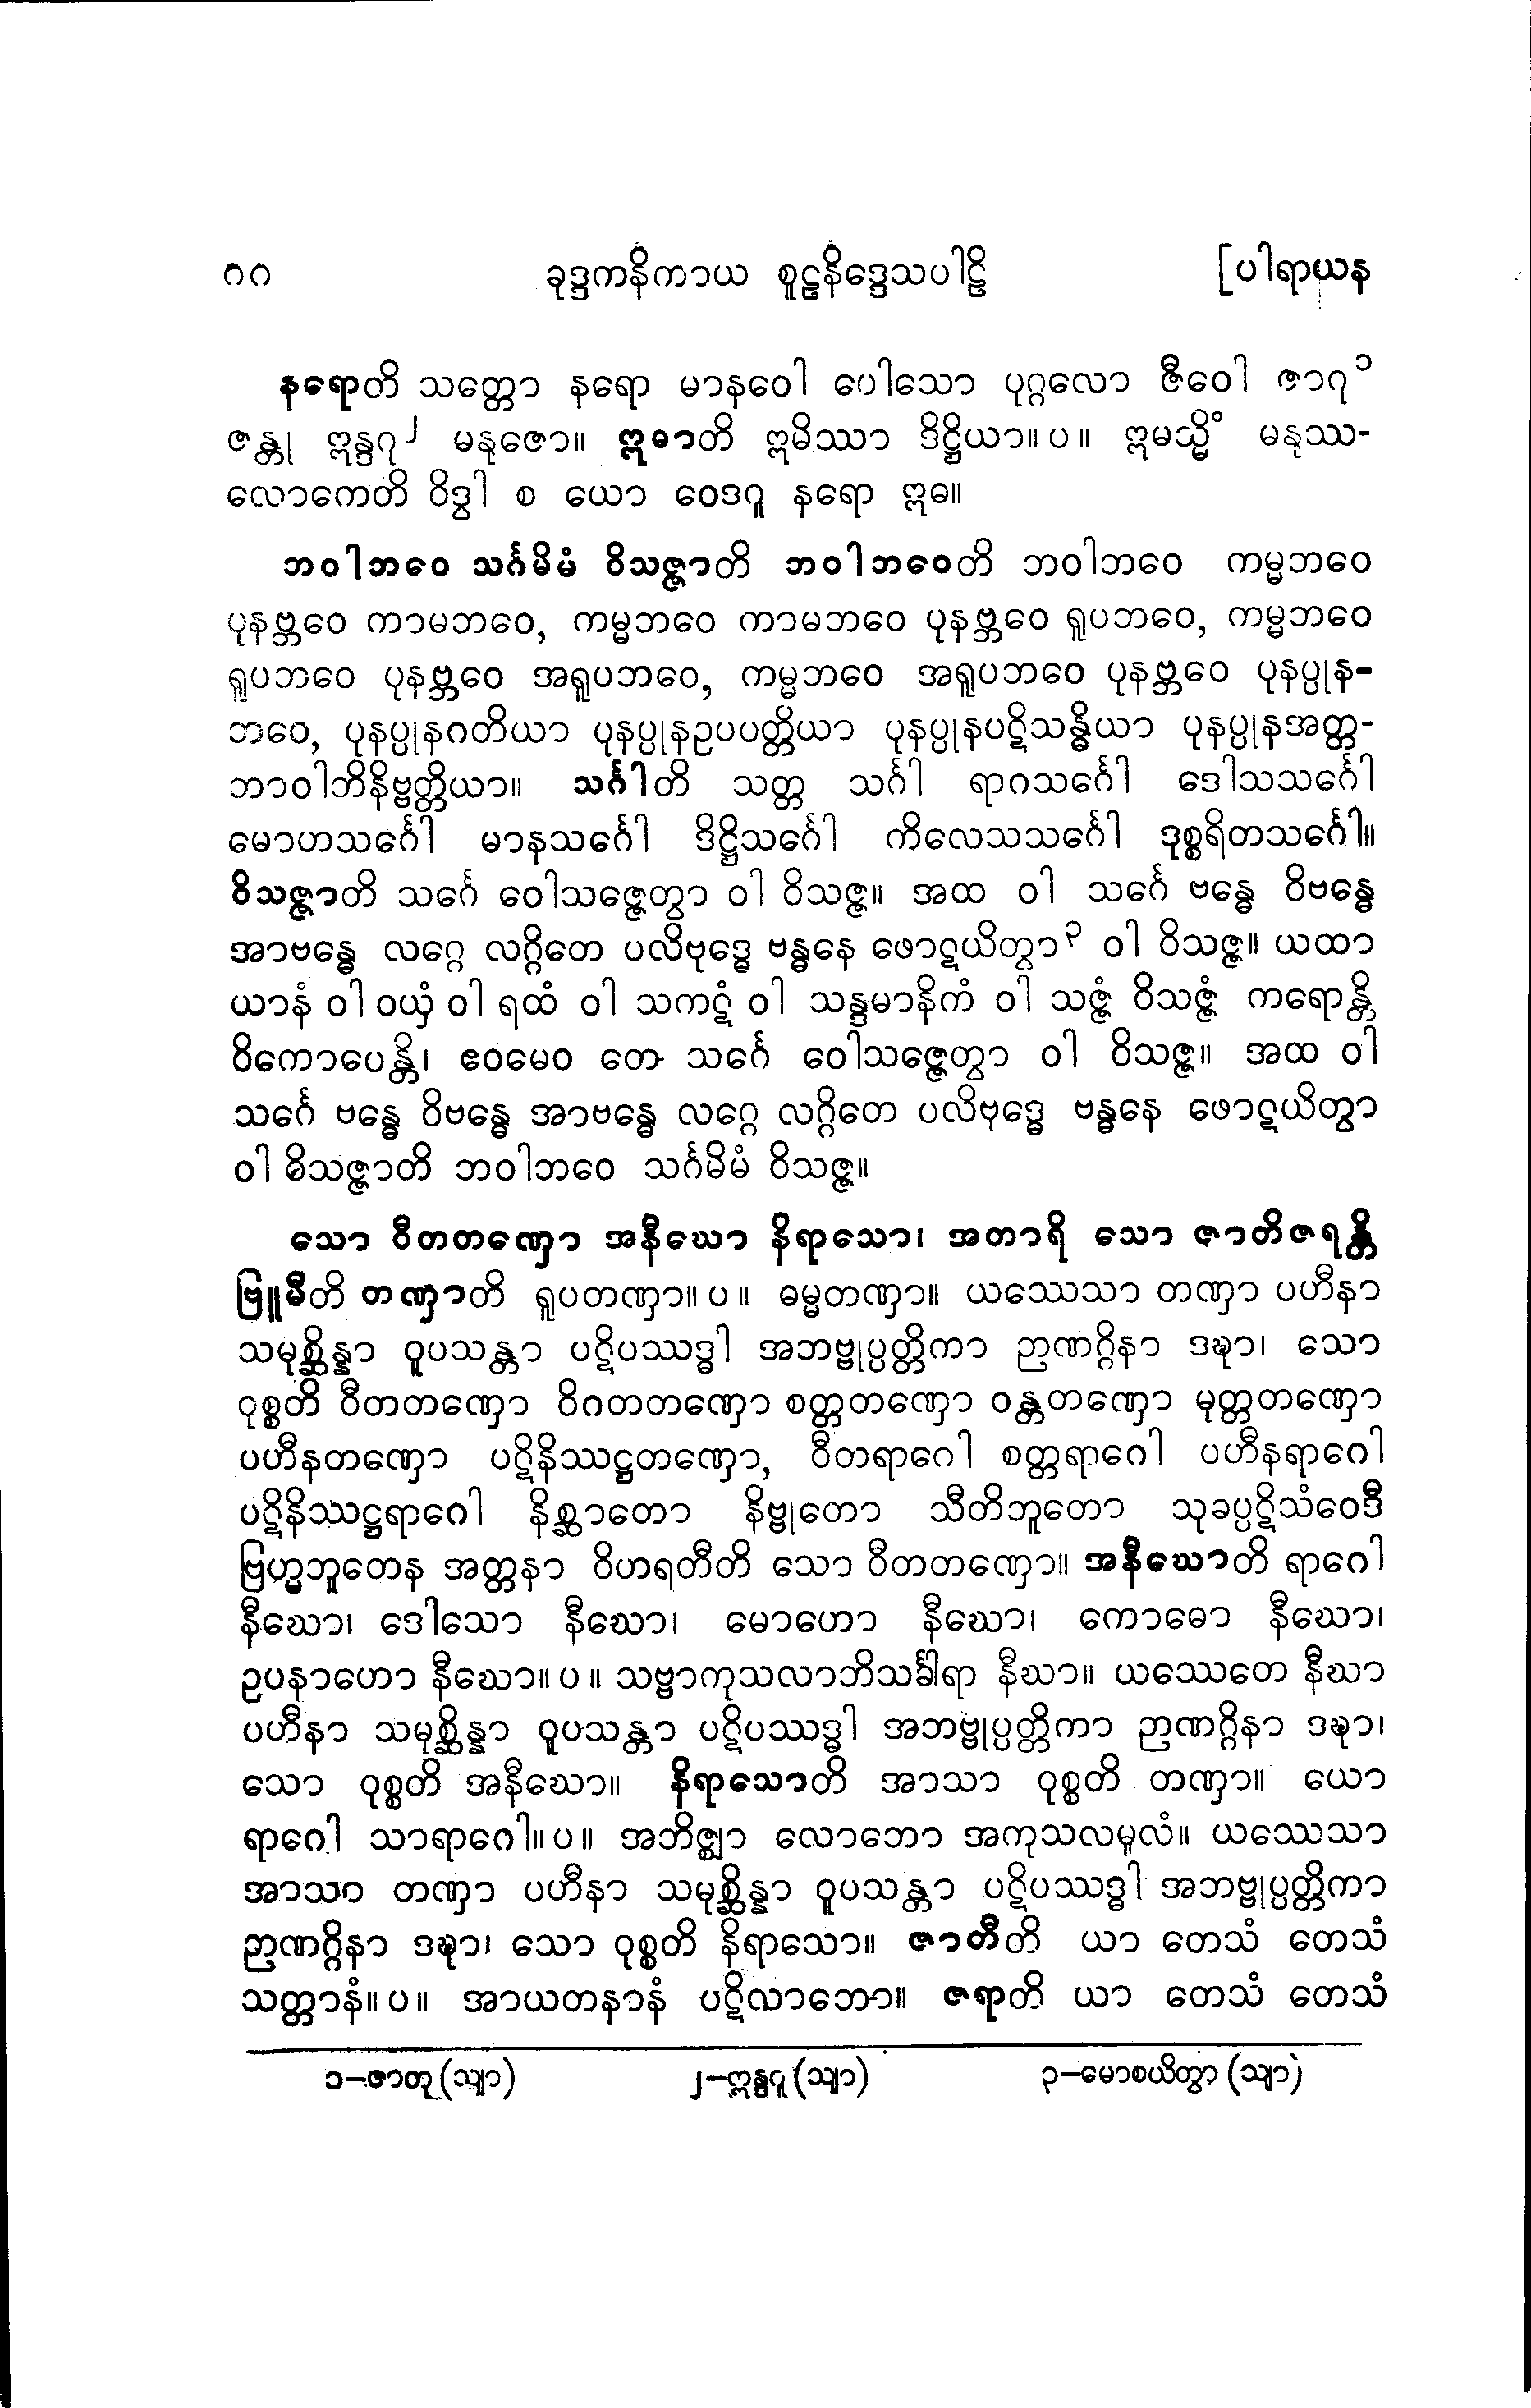 ၈၈ ခုဒ္ဒကနိကာယ စူဠနိဒ္ဒေသပါဠိ [ပါရာယန
နရောတိ သတ္တော နရော မာနဝေါ ပေါသော ပုဂ္ဂလော ဇီဝေါ ဇာဂု၁
ဇန္တု ဣန္ဒဂု၂ မနုဇော။ ဣဓာတိ ဣမိဿာ ဒိဋ္ဌိယာ။ ပ ။ ဣမသ္မိံ မနုဿ-
လောကေတိ ဝိဒွါ စ ယော ဝေဒဂူ နရော ဣဓ။
ဘဝါဘဝေ သင်္ဂမိမံ ဝိသဇ္ဇာတိ ဘဝါဘဝေတိ ဘဝါဘဝေ ကမ္မဘဝေ
ပုနဗ္ဘဝေ ကာမဘဝေ, ကမ္မဘဝေ ကာမဘဝေ ပုနဗ္ဘဝေ ရူပဘဝေ, ကမ္မဘဝေ
ရူပဘဝေ ပုနဗ္ဘဝေ အရူပဘဝေ, ကမ္မဘဝေ အရူပဘဝေ ပုနဗ္ဘဝေ ပုနပ္ပုန-
ဘဝေ, ပုနပ္ပုနဂတိယာ ပုနပ္ပုနဥပပတ္တိယာ ပုနပ္ပုနပဋိသန္ဓိယာ ပုနပ္ပုနအတ္တ-
ဘာဝါဘိနိဗ္ဗတ္တိယာ။ သင်္ဂါတိ သတ္တ သင်္ဂါ ရာဂသင်္ဂေါ ဒေါသသင်္ဂေါ
မောဟသင်္ဂေါ မာနသင်္ဂေါ ဒိဋ္ဌိသင်္ဂေါ ကိလေသသင်္ဂေါ ဒုစ္စရိတသင်္ဂေါ။
ဝိသဇ္ဇာတိ သင်္ဂေ ဝေါသဇ္ဇေတွာ ဝါ ဝိသဇ္ဇ။ အထ ဝါ သင်္ဂေ ဗန္ဓေ ဝိဗန္ဓေ
အာဗန္ဓေ လဂ္ဂေ လဂ္ဂိတေ ပလိဗုဒ္ဓေ ဗန္ဓနေ ဖောဋယိတွာ၃ ဝါ ဝိသဇ္ဇ။ ယထာ
ယာနံ ဝါ ဝယှံ ဝါ ရထံ ဝါ သကဋံ ဝါ သန္ဒမာနိကံ ဝါ သဇ္ဇံ ဝိသဇ္ဇံ ကရောန္တိ
ဝိကောပေန္တိ၊ ဧဝမေဝ တေ သင်္ဂေ ဝေါသဇ္ဇေတွာ ဝါ ဝိသဇ္ဇ။ အထ ဝါ
သင်္ဂေ ဗန္ဓေ ဝိဗန္ဓေ အာဗန္ဓေ လဂ္ဂေ လဂ္ဂိတေ ပလိဗုဒ္ဓေ ဗန္ဓနေ ဖောဋယိတွာ
ဝါ ဝိသဇ္ဇာတိ ဘဝါဘဝေ သင်္ဂမိမံ ဝိသဇ္ဇ။
သော ဝီတတဏှော အနီဃော နိရာသော၊ အတာရိ သော ဇာတိဇရန္တိ
ဗြူမီတိ တဏှာတိ ရူပတဏှာ။ ပ ။ ဓမ္မတဏှာ။ ယဿေသာ တဏှာ ပဟီနာ
သမုစ္ဆိန္နာ ဝူပသန္တာ ပဋိပဿဒ္ဓါ အဘဗ္ဗုပ္ပတ္တိကာ ဉာဏဂ္ဂိနာ ဒဍ္ဎာ၊ သော
ဝုစ္စတိ ဝီတတဏှော ဝိဂတတဏှော စတ္တတဏှော ဝန္တတဏှော မုတ္တတဏှော
ပဟီနတဏှော ပဋိနိဿဋ္ဌတဏှော, ဝီတရာဂေါ စတ္တရာဂေါ ပဟီနရာဂေါ
ပဋိနိဿဋ္ဌရာဂေါ နိစ္ဆာတော နိဗ္ဗုတော သီတိဘူတော သုခပ္ပဋိသံဝေဒီ
ဗြဟ္မဘူတေန အတ္တနာ ဝိဟရတီတိ သော ဝီတတဏှော။ အနီဃောတိ ရာဂေါ
နီဃော၊ ဒေါသော နီဃော၊ မောဟော နီဃော၊ ကောဓော နီဃော၊
ဥပနာဟော နီဃော။ ပ ။ သဗ္ဗာကုသလာဘိသင်္ခါရာ နီဃာ။ ယဿေတေ နီဃာ
ပဟီနာ သမုစ္ဆိန္နာ ဝူပသန္တာ ပဋိပဿဒ္ဓါ အဘဗ္ဗုပ္ပတ္တိကာ ဉာဏဂ္ဂိနာ ဒဍ္ဎာ၊
သော ဝုစ္စတိ အနီဃော။ နိရာသောတိ အာသာ ဝုစ္စတိ တဏှာ။ ယော
ရာဂေါ သာရာဂေါ။ ပ ။ အဘိဇ္ဈာ လောဘော အကုသလမူလံ။ ယဿေသာ
အာသာ တဏှာ ပဟီနာ သမုစ္ဆိန္နာ ဝူပသန္တာ ပဋိပဿဒ္ဓါ အဘဗ္ဗုပ္ပတ္တိကာ
ဉာဏဂ္ဂိနာ ဒဍ္ဎာ၊ သော ဝုစ္စတိ နိရာသော။ ဇာတီတိ ယာ တေသံ တေသံ
သတ္တာနံ။ ပ ။ အာယတနာနံ ပဋိလာဘော။ ဇရာတိ ယာ တေသံ တေသံ
၁-ဇာတု (သျာ) ၂-ဣန္ဒဂူ (သျာ) ၃-မောစယိတွာ (သျာ)